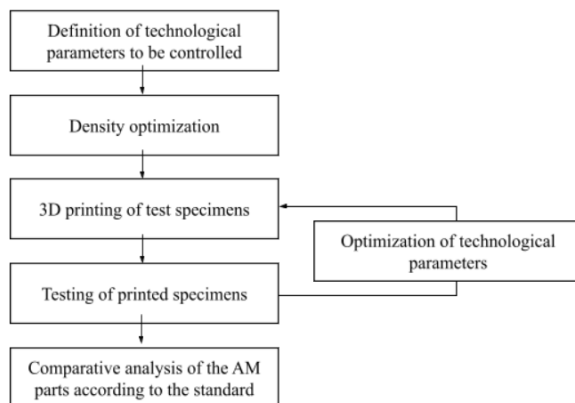 Definition of technological
parameters to be controlled
Density optimization
3D printing of test specimens
Optimization of technological
parameters
Testing of printed specimens
Comparative analysis of the AM
parts according to the standard